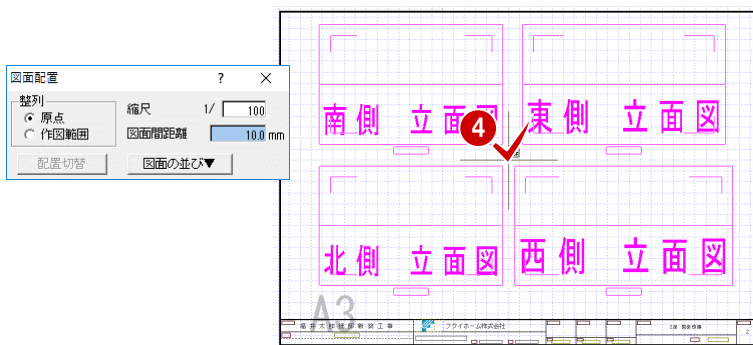 図面配置
? ×
整列
原点
作図範囲
縮尺 1/ 100
図面間距離 10.0 mm
配置切替
図面の並び▼
南側 立面図
東側 立面図
4
北側 立面図
西側 立面図
A3
フクイホーム株式会社
2